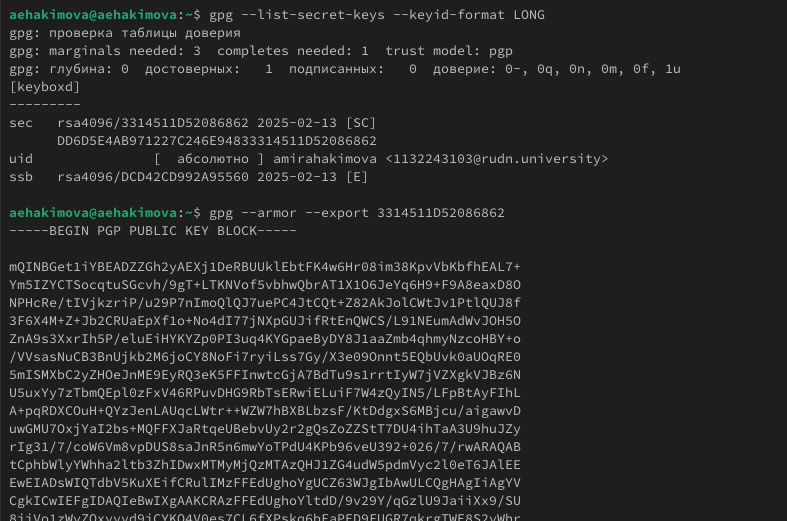 aehakimova@aehakimova:~$ gpg --list-secret-keys --keyid-format LONG
gpg: проверка таблицы доверия
gpg: marginals needed: 3  completes needed: 1  trust model: pgp
gpg: глубина: 0  достоверных:   1  подписанных:   0  доверие: 0-, 0q, 0n, 0m, 0f, 1u
[keyboxd]
---------
sec   rsa4096/3314511D52086862 2025-02-13 [SC]
      DD6D5E4AB971227C246E94833314511D52086862
uid               [  абсолютно ] amirahakimova <1132243103@rudn.university>
ssb   rsa4096/DCD42CD992A95560 2025-02-13 [E]
aehakimova@aehakimova:~$ gpg --armor --export 3314511D52086862
-----BEGIN PGP PUBLIC KEY BLOCK-----
mQINBGet1iYBEADZZGh2yAEXj1DeRBUUklEbtFK4w6Hr08im38KpvVbKbfhEAL7+
Ym5IZYCTSocqtuSGcvh/9gT+LTKNVof5vbhwQbrAT1X1O6JeYq6H9+F9A8eaxD8O
NPHcRe/tIVjkzriP/u29P7nImoQlQJ7uePC4JtCQt+Z82AkJolCWtJv1PtlQUJ8f
3F6X4M+Z+Jb2CRUaEpXf1o+No4dI77jNXpGUJifRtEnQWCS/L91NEumAdWvJOH5O
ZnA9s3XxrIh5P/eluEiHYKYZp0PI3uq4KYGpaeByDY8J1aaZmb4qhmyNzcoHBY+o
/VVsasNuCB3BnUjkb2M6joCY8NoFi7ryiLss7Gy/X3e09Onnt5EQbUvk0aUOqRE0
5mISMXbC2yZHOeJnME9EyRQ3eK5FFInwtcGjA7BdTu9s1rrtIyW7jVZXgkVJBz6N
U5uxYy7zTbmQEpl0zFxV46RPuvDHG9RbTsERwiELuiF7W4zQyIN5/LFpBtAyFIhL
A+pqRDXCOuH+QYzJenLAUqcLWtr++WZW7hBXBLbzsF/KtDdgxS6MBjcu/aigawvD
uwGMU7OxjYaI2bs+MQFFXJaRtqeUBebvUy2r2gQsZoZZStT7DU4ihTaA3U9huJZy
rIg31/7/coW6Vm8vpDUS8saJnR5n6mwYoTPdU4KPb96veU392+026/7/rwARAQAB
tCphbWlyYWhha2ltb3ZhIDwxMTMyMjQzMTAzQHJ1ZG4udW5pdmVyc2l0eT6JAlEE
EwEIADsWIQTdbV5KuXEifCRulIMzFFEdUghoYgUCZ63WJgIbAwULCQgHAgIiAgYV
CgkICwIEFgIDAQIeBwIXgAAKCRAzFFEdUghoYltdD/9v29Y/qGzlU9JaiiXx9/SU